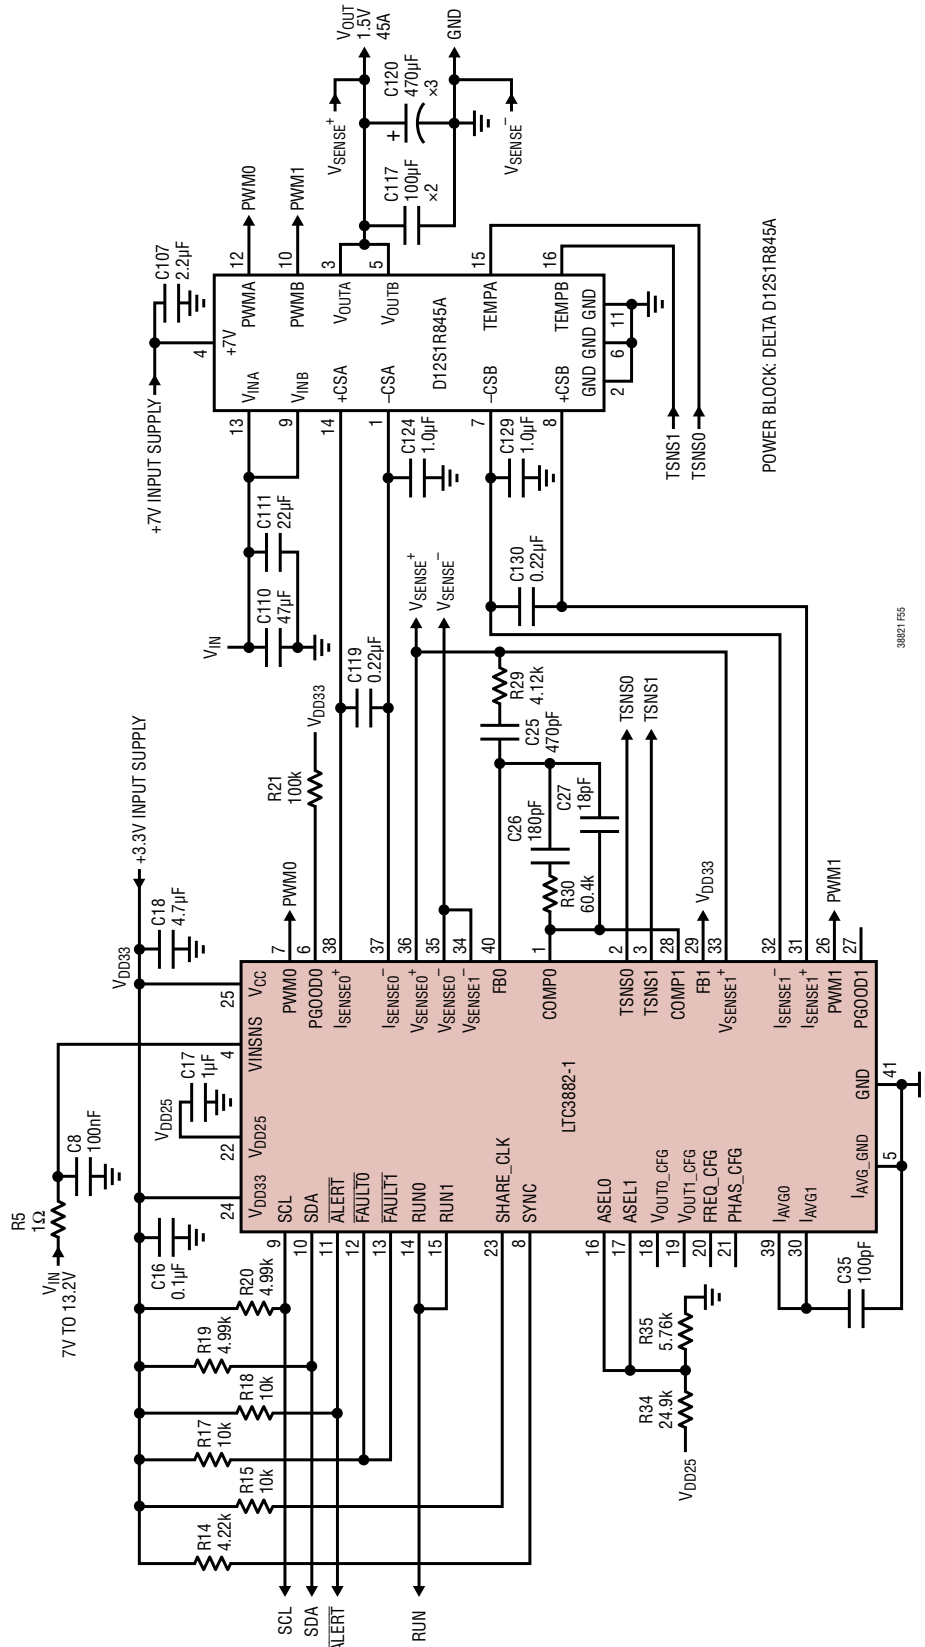 R5
1Ω
VIN
7V TO 13.2V
C8
100nF
C17
1µF
VDD25
VDD33
C18
4.7µF
+3.3V INPUT SUPPLY
C16
0.1µF
R20
4.99k
R19
4.99k
R18
10k
R17
10k
R15
10k
R14
4.22k
SCL
SDA
ALERT
RUN
24
VDD33
22
VDD25
4
VINSNS
25
VCC
9
SCL
10
SDA
11
ALERT
12
FAULT0
13
FAULT1
14
RUN0
15
RUN1
23
SHARE_CLK
8
SYNC
16
ASEL0
17
ASEL1
18
VOUT0_CFG
19
VOUT1_CFG
20
FREQ_CFG
21
PHAS_CFG
39
IAVG0
30
IAVG1
IAVG_GND
5
GND
41
LTC3882-1
R34
24.9k
R35
5.76k
VDD25
C35
100pF
PWM0
7
PWM0
PGOOD0
6
R21
100k
VDD33
ISENSE0+
38
ISENSE0–
37
VSENSE0+
36
VSENSE0–
35
VSENSE1–
34
FB0
40
COMP0
1
TSNS0
2
TSNS1
3
COMP1
28
FB1
29
VDD33
VSENSE1+
33
ISENSE1–
32
ISENSE1+
31
PWM1
26
PWM1
PGOOD1
27
C119
0.22µF
VSENSE+
VSENSE–
R29
4.12k
C25
470pF
C26
180pF
C27
18pF
R30
60.4k
TSNS0
TSNS1
C130
0.22µF
C129
1.0µF
C124
1.0µF
VIN
C110
47µF
C111
22µF
+7V INPUT SUPPLY
C107
2.2µF
4
+7V
13
VINA
9
VINB
14
+CSA
1
–CSA
7
–CSB
8
+CSB
D12S1R845A
PWMA
12
PWM0
PWMB
10
PWM1
VOUTA
3
VOUTB
5
TEMPA
15
TEMPB
16
GND GND GND
2
6
11
TSNS1
TSNS0
C117
100µF
×2
C120
470µF
×3
+
VSENSE+
VSENSE–
VOUT
1.5V
45A
GND
POWER BLOCK: DELTA D12S1R845A
38821 F55